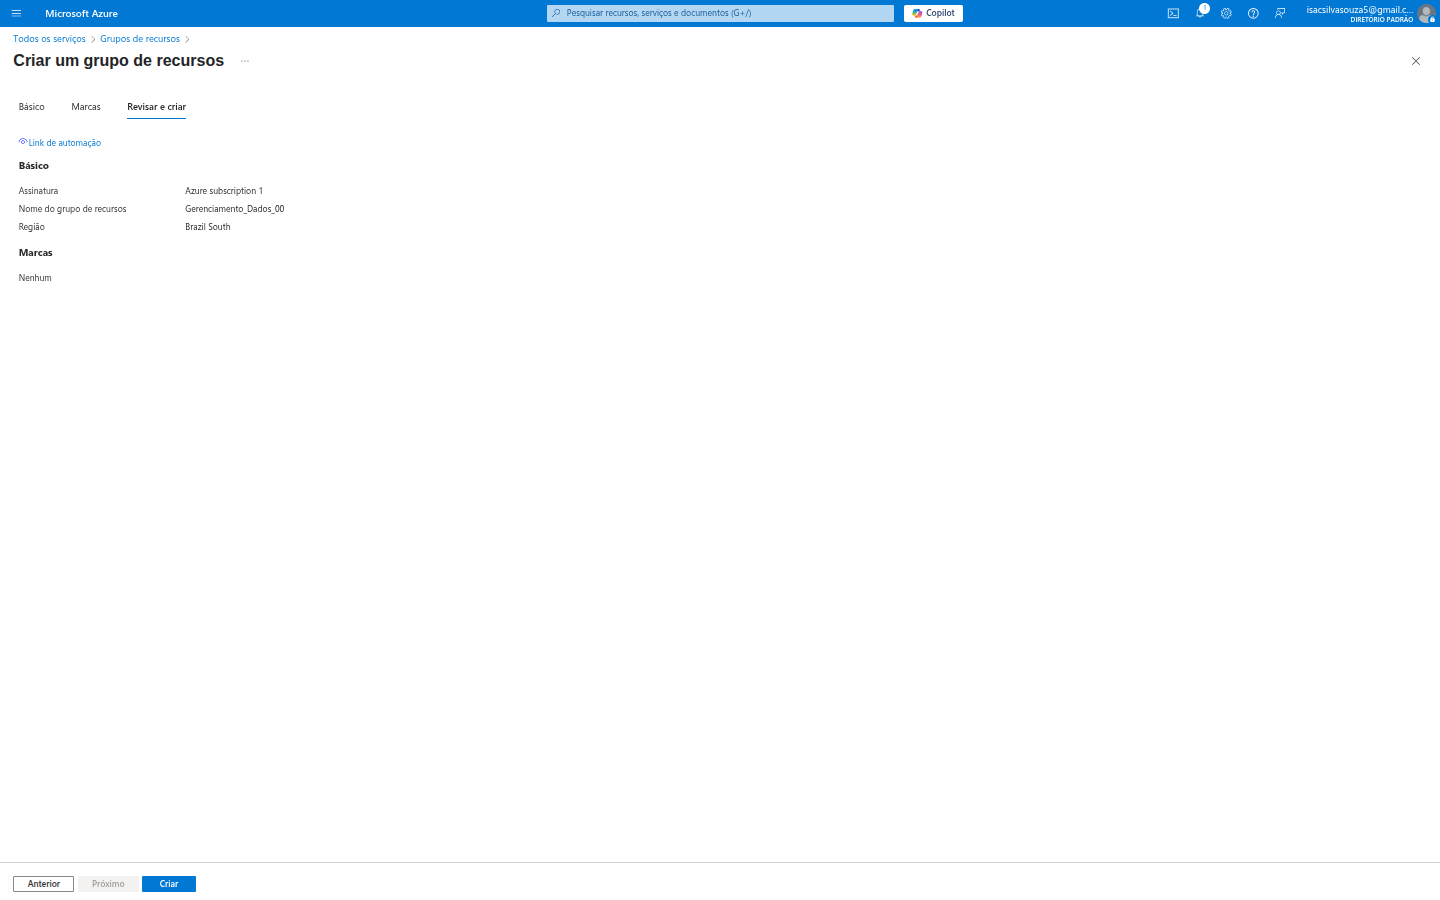 Microsoft Azure
Pesquisar recursos, serviços e documentos (G+/)
Copilot
1
isacsilvasouza5@gmail.c...
DIRETÓRIO PADRÃO
Todos os serviços > Grupos de recursos >
Criar um grupo de recursos ...
Básico Marcas Revisar e criar
Link de automação
Básico
Assinatura Azure subscription 1
Nome do grupo de recursos Gerenciamento_Dados_00
Região Brazil South
Marcas
Nenhum
Anterior Próximo Criar